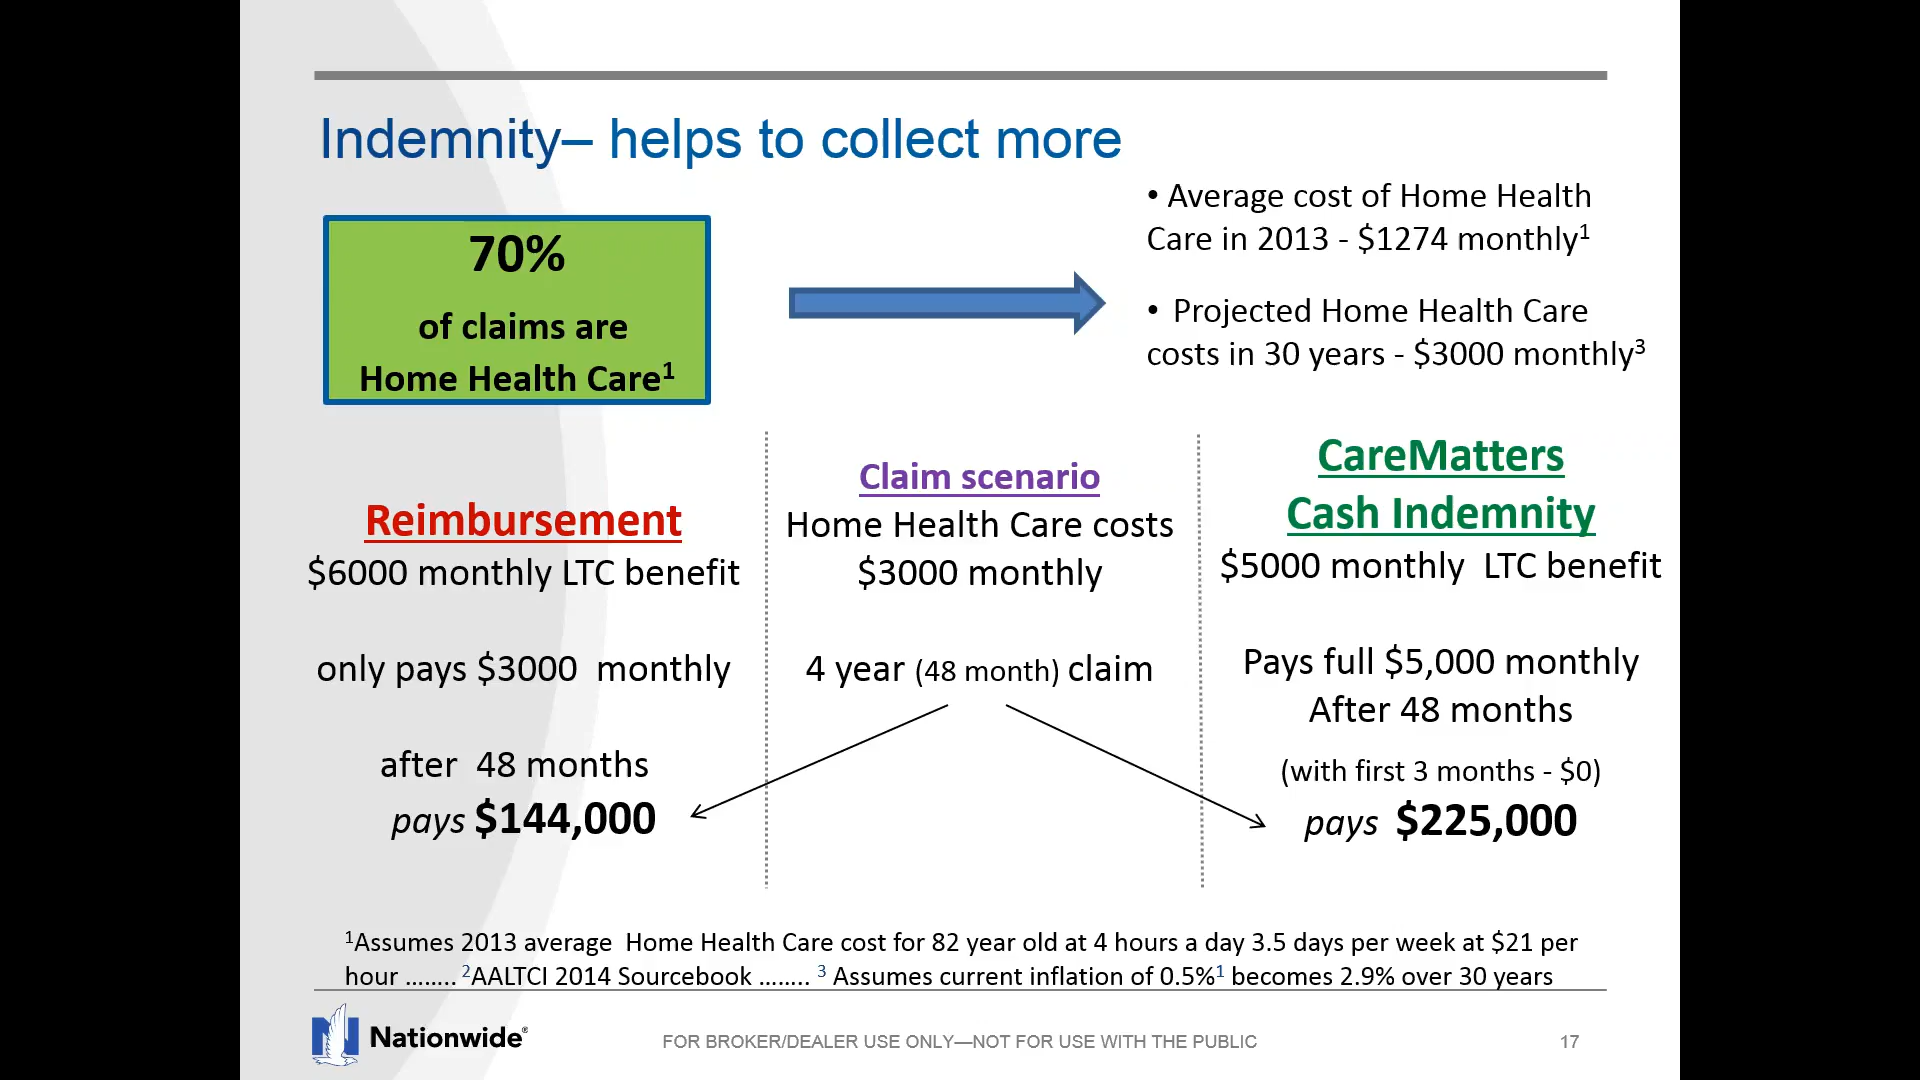 Indemnity– helps to collect more
70%
of claims are
Home Health Care¹
• Average cost of Home Health
Care in 2013 - $1274 monthly¹
• Projected Home Health Care
costs in 30 years - $3000 monthly³
Reimbursement
$6000 monthly LTC benefit
only pays $3000 monthly
after 48 months
pays $144,000
Claim scenario
Home Health Care costs
$3000 monthly
4 year (48 month) claim
CareMatters
Cash Indemnity
$5000 monthly LTC benefit
Pays full $5,000 monthly
After 48 months
(with first 3 months - $0)
pays $225,000
¹Assumes 2013 average Home Health Care cost for 82 year old at 4 hours a day 3.5 days per week at $21 per
hour ........ ²AALTCI 2014 Sourcebook ........ ³ Assumes current inflation of 0.5%¹ becomes 2.9% over 30 years
N Nationwide®
FOR BROKER/DEALER USE ONLY—NOT FOR USE WITH THE PUBLIC
17